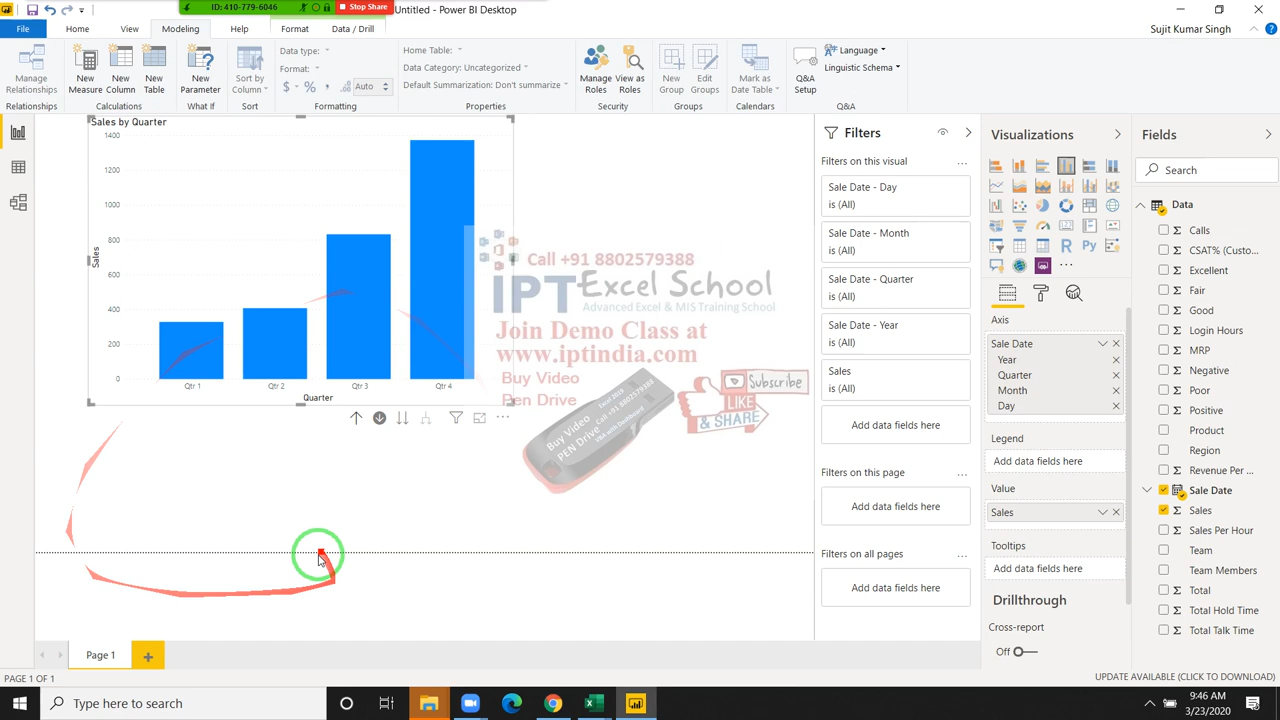 ID: 410-779-6046
Stop Share
Untitled - Power BI Desktop
File
Home
View
Modeling
Help
Format
Data / Drill
Sujit Kumar Singh
Manage Relationships
Relationships
New Measure
New Column
New Table
Calculations
New Parameter
What If
Sort by Column
Sort
Data type:
Format:
$ % , Auto
Formatting
Home Table:
Data Category: Uncategorized
Default Summarization: Don't summarize
Properties
Manage Roles
View as Roles
Security
New Group
Edit Groups
Groups
Mark as Date Table
Calendars
Q&A Setup
Language
Linguistic Schema
Q&A
Sales by Quarter
1400
1200
1000
800
600
400
200
0
Sales
Qtr 1
Qtr 2
Qtr 3
Qtr 4
Quarter
Call +91 8802579388
IPT Excel School
Advanced Excel & MIS Training School
Join Demo Class at
www.iptindia.com
Buy Video
Pen Drive
Buy Video
PEN Drive
Excel 2019
VBA with Dashboard
Subscribe
LIKE
& SHARE
Filters
Filters on this visual
Sale Date - Day
is (All)
Sale Date - Month
is (All)
Sale Date - Quarter
is (All)
Sale Date - Year
is (All)
Sales
is (All)
Add data fields here
Filters on this page
Add data fields here
Filters on all pages
Add data fields here
Visualizations
R
Py
Axis
Sale Date
Year
Quarter
Month
Day
Legend
Add data fields here
Value
Sales
Tooltips
Add data fields here
Drillthrough
Cross-report
Off
Fields
Search
Data
Calls
CSAT% (Custo...
Excellent
Fair
Good
Login Hours
MRP
Negative
Poor
Positive
Product
Region
Revenue Per ...
Sale Date
Sales
Sales Per Hour
Team
Team Members
Total
Total Hold Time
Total Talk Time
Page 1
PAGE 1 OF 1
UPDATE AVAILABLE (CLICK TO DOWNLOAD)
Type here to search
9:46 AM
3/23/2020